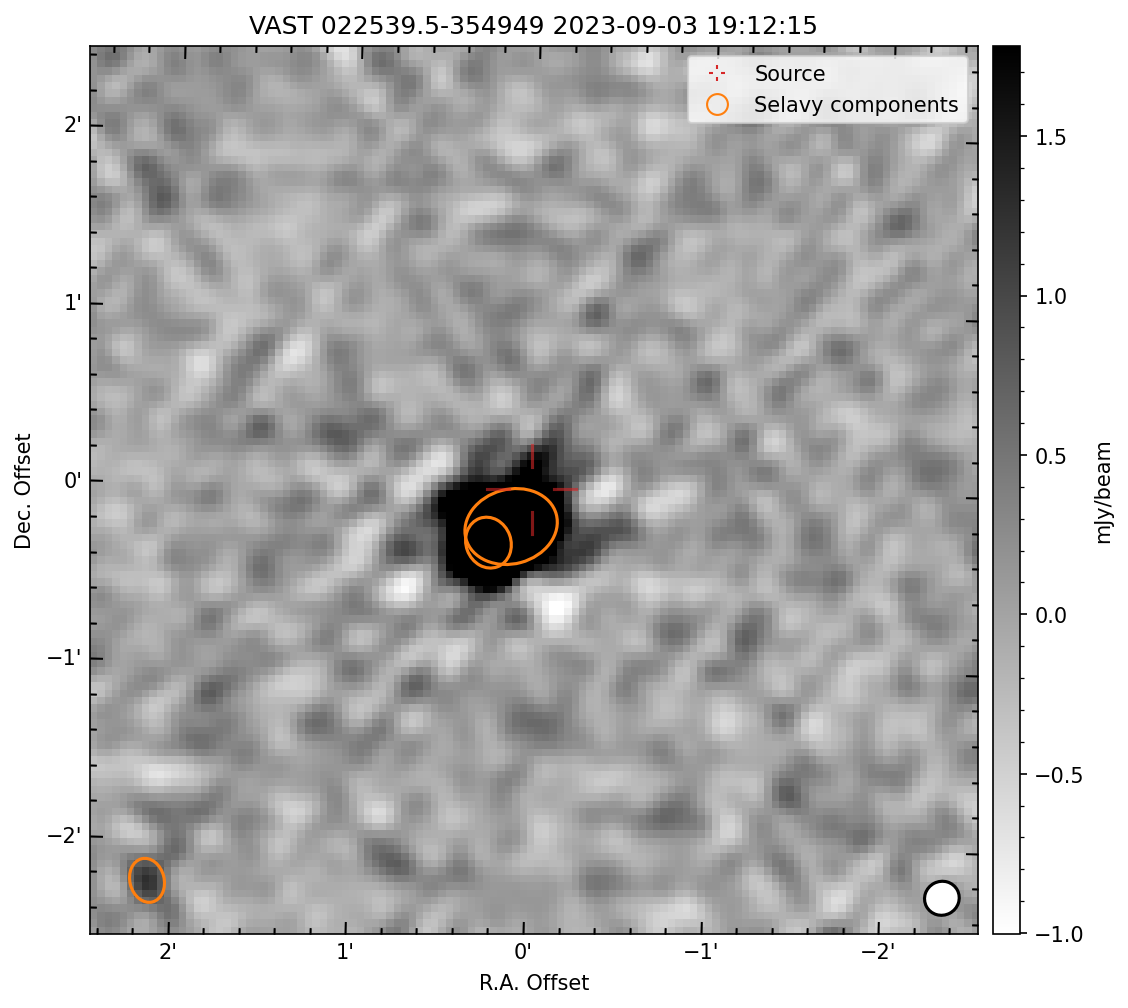 VAST 022539.5-354949 2023-09-03 19:12:15
Source
Selavy components
2'
1'
0'
−1'
−2'
Dec. Offset
2'
1'
0'
−1'
−2'
R.A. Offset
1.5
1.0
0.5
0.0
−0.5
−1.0
mJy/beam